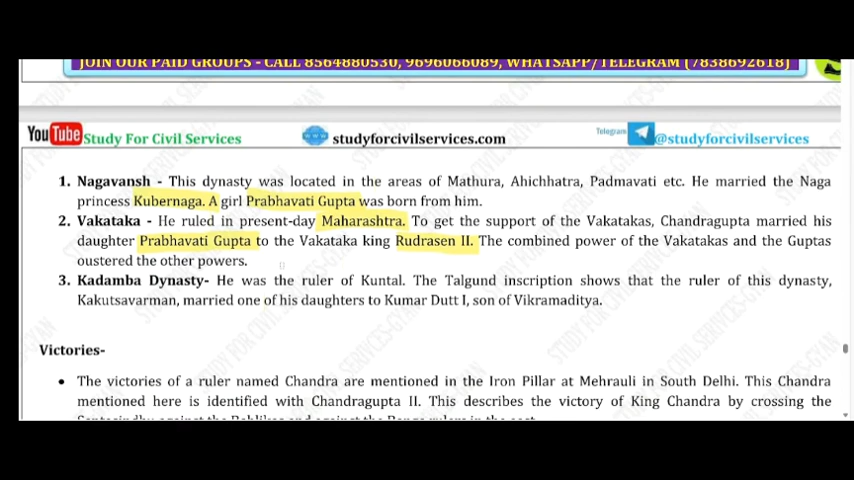 JOIN OUR PAID GROUPS - CALL 8564880530, 9696066089, WHATSAPP/TELEGRAM (7838692618)
YouTube Study For Civil Services
www studyforcivilservices.com
Telegram @studyforcivilservices
1. Nagavansh - This dynasty was located in the areas of Mathura, Ahichhatra, Padmavati etc. He married the Naga
princess Kubernaga. A girl Prabhavati Gupta was born from him.
2. Vakataka - He ruled in present-day Maharashtra. To get the support of the Vakatakas, Chandragupta married his
daughter Prabhavati Gupta to the Vakataka king Rudrasen II. The combined power of the Vakatakas and the Guptas
oustered the other powers.
3. Kadamba Dynasty- He was the ruler of Kuntal. The Talgund inscription shows that the ruler of this dynasty,
Kakutsavarman, married one of his daughters to Kumar Dutt I, son of Vikramaditya.
Victories-
• The victories of a ruler named Chandra are mentioned in the Iron Pillar at Mehrauli in South Delhi. This Chandra
mentioned here is identified with Chandragupta II. This describes the victory of King Chandra by crossing the